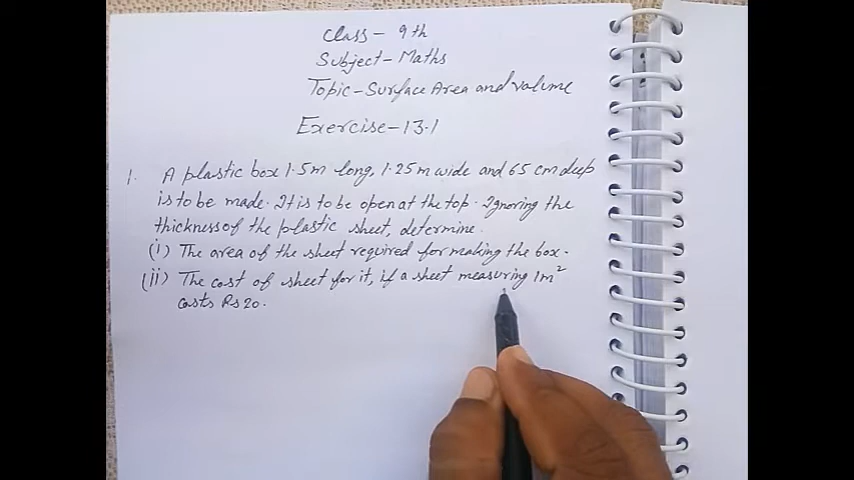 Class - 9th
Subject - Maths
Topic - Surface Area and volume
Exercise - 13.1
1. A plastic box 1.5m long, 1.25m wide and 65 cm deep
is to be made. It is to be open at the top. Ignoring the
thickness of the plastic sheet, determine.
(i) The area of the sheet required for making the box.
(ii) The cost of sheet for it, if a sheet measuring 1m²
costs Rs 20.